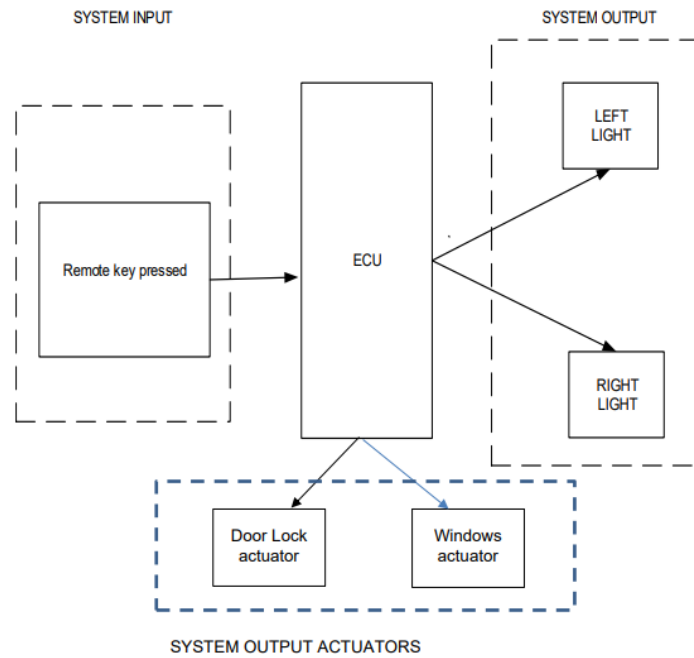 SYSTEM INPUT
SYSTEM OUTPUT
LEFT
LIGHT
Remote key pressed
ECU
RIGHT
LIGHT
Door Lock
actuator
Windows
actuator
SYSTEM OUTPUT ACTUATORS